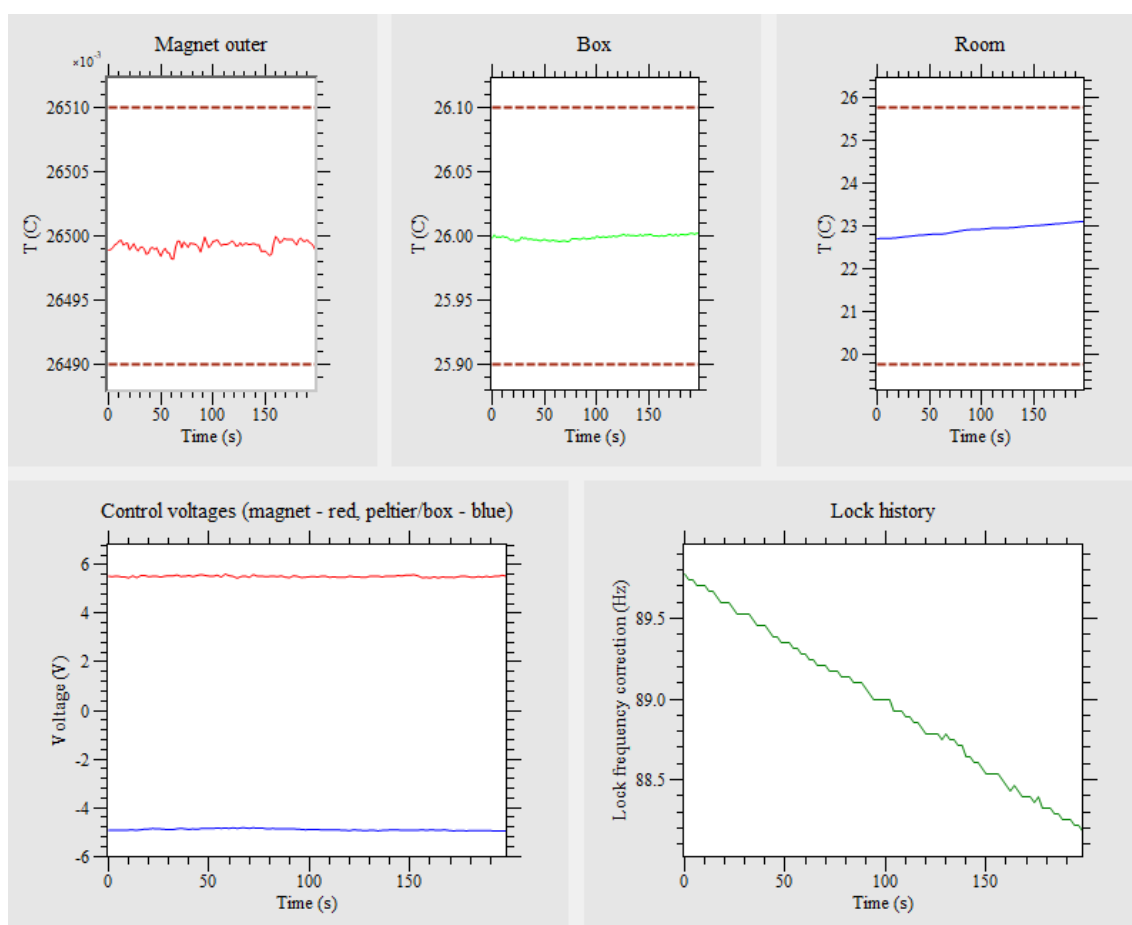 Magnet outer
×10⁻³
26510
26505
26500
26495
26490
T (C)
0 50 100 150
Time (s)
Box
26.10
26.05
26.00
25.95
25.90
T (C)
0 50 100 150
Time (s)
Room
26
25
24
23
22
21
20
T (C)
0 50 100 150
Time (s)
Control voltages (magnet - red, peltier/box - blue)
6
4
2
0
-2
-4
-6
Voltage (V)
0 50 100 150
Time (s)
Lock history
89.5
89.0
88.5
Lock frequency correction (Hz)
0 50 100 150
Time (s)